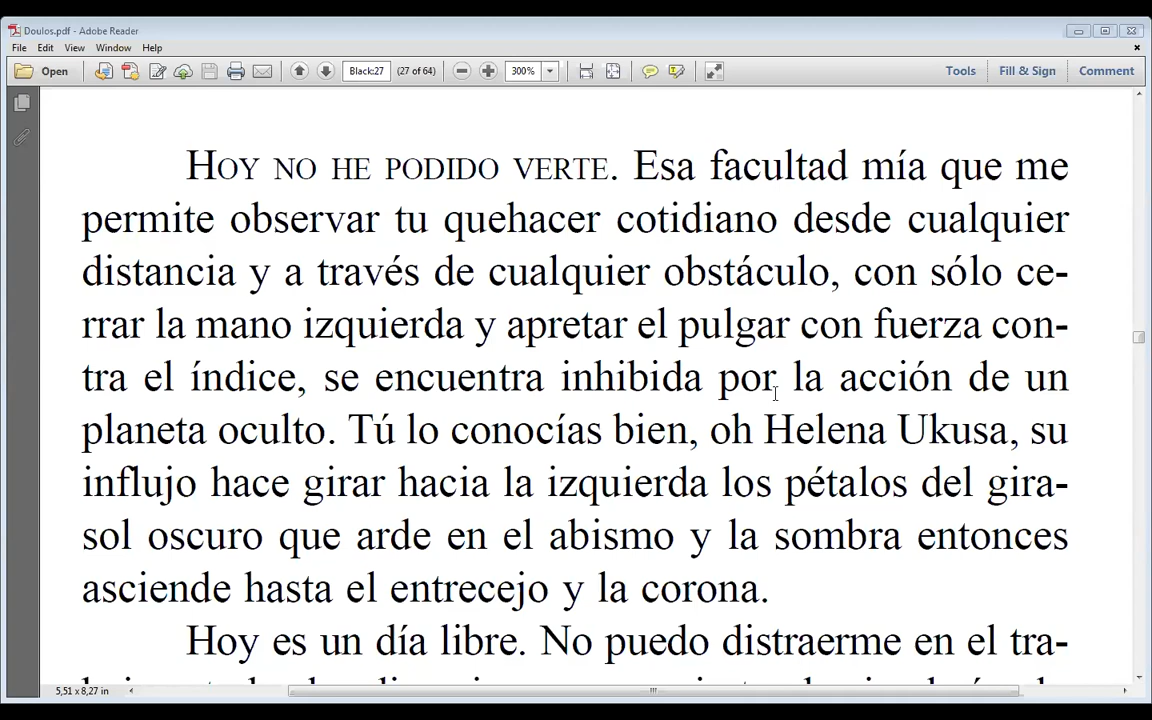 Doulos.pdf - Adobe Reader
File Edit View Window Help
Open Black:27 (27 of 64) 300% Tools Fill & Sign Comment
HOY NO HE PODIDO VERTE. Esa facultad mía que me
permite observar tu quehacer cotidiano desde cualquier
distancia y a través de cualquier obstáculo, con sólo ce-
rrar la mano izquierda y apretar el pulgar con fuerza con-
tra el índice, se encuentra inhibida por la acción de un
planeta oculto. Tú lo conocías bien, oh Helena Ukusa, su
influjo hace girar hacia la izquierda los pétalos del gira-
sol oscuro que arde en el abismo y la sombra entonces
asciende hasta el entrecejo y la corona.
Hoy es un día libre. No puedo distraerme en el tra-
5,51 x 8,27 in